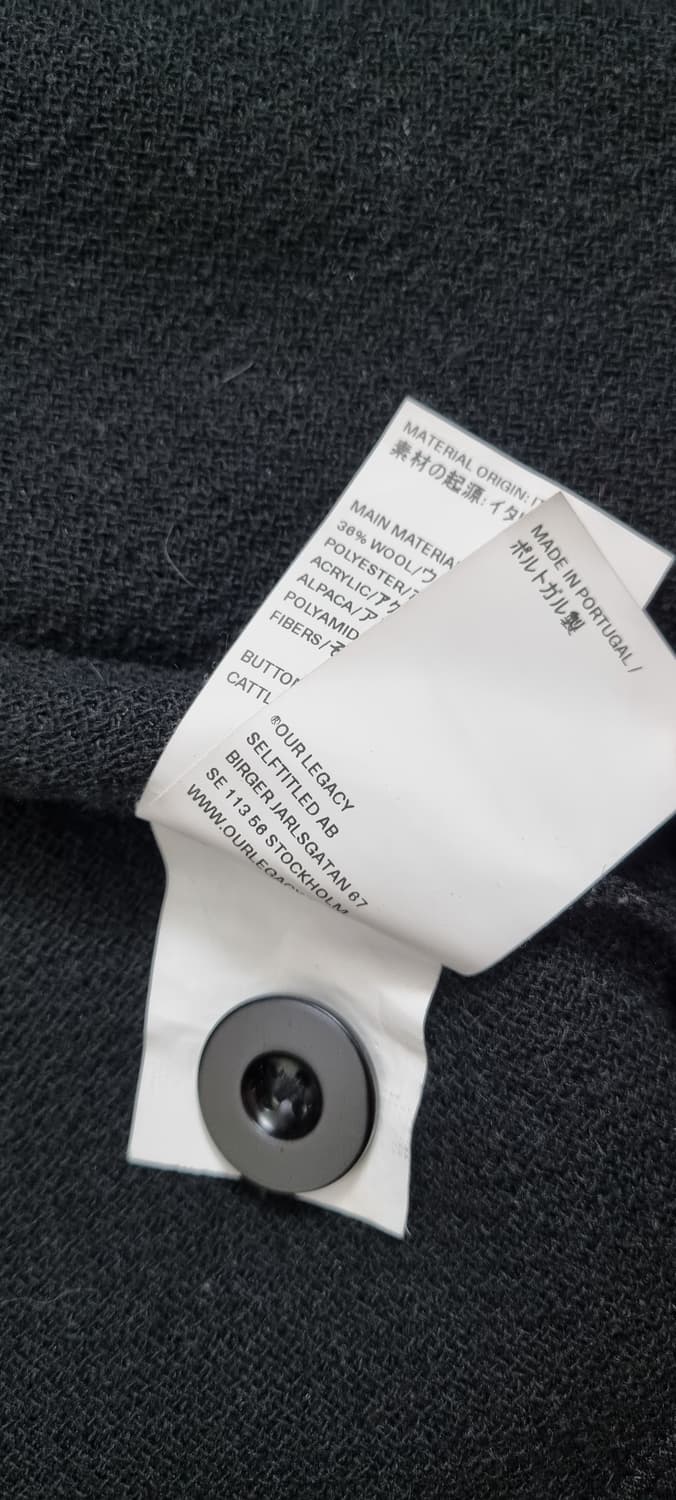 MATERIAL ORIGIN:
素材の起源: イタ
MAIN MATERIA
36% WOOL/ウ
POLYESTER/
ACRYLIC/アク
ALPACA/ア
POLYAMID
FIBERS/そ
BUTTO
CATTL
MADE IN PORTUGAL /
ポルトガル製
®OUR LEGACY
SELFTITLED AB
BIRGER JARLSGATAN 67
SE 113 56 STOCKHOLM
WWW.OURLEGACY